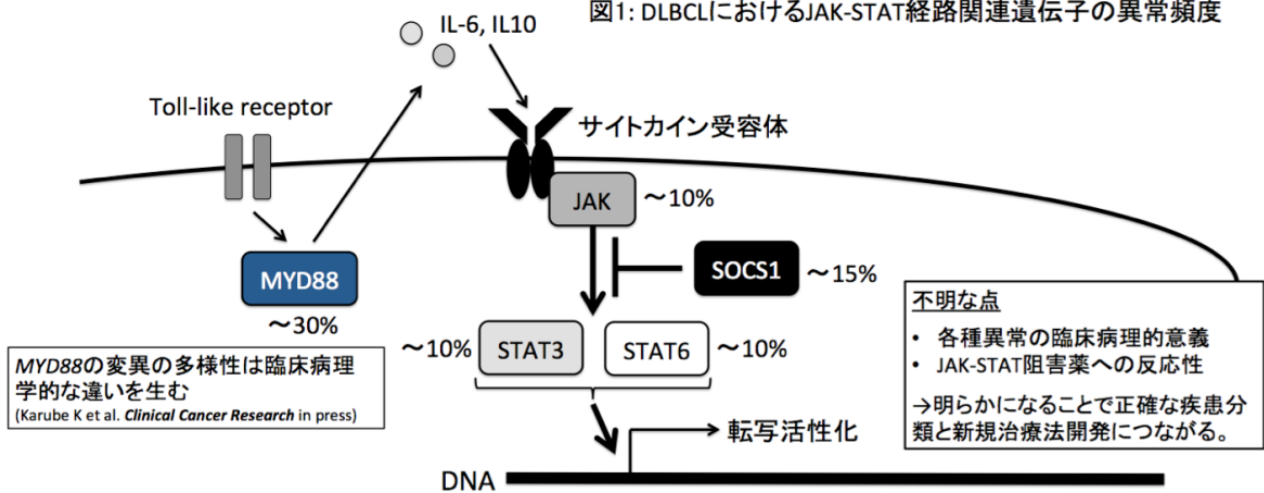 図1: DLBCLにおけるJAK-STAT経路関連遺伝子の異常頻度
IL-6, IL10
Toll-like receptor
サイトカイン受容体
JAK
~10%
MYD88
~30%
SOCS1
~15%
~10%
STAT3
STAT6
~10%
MYD88の変異の多様性は臨床病理
学的な違いを生む
(Karube K et al. Clinical Cancer Research in press)
不明な点
• 各種異常の臨床病理的意義
• JAK-STAT阻害薬への反応性
→明らかになることで正確な疾患分
類と新規治療法開発につながる。
転写活性化
DNA